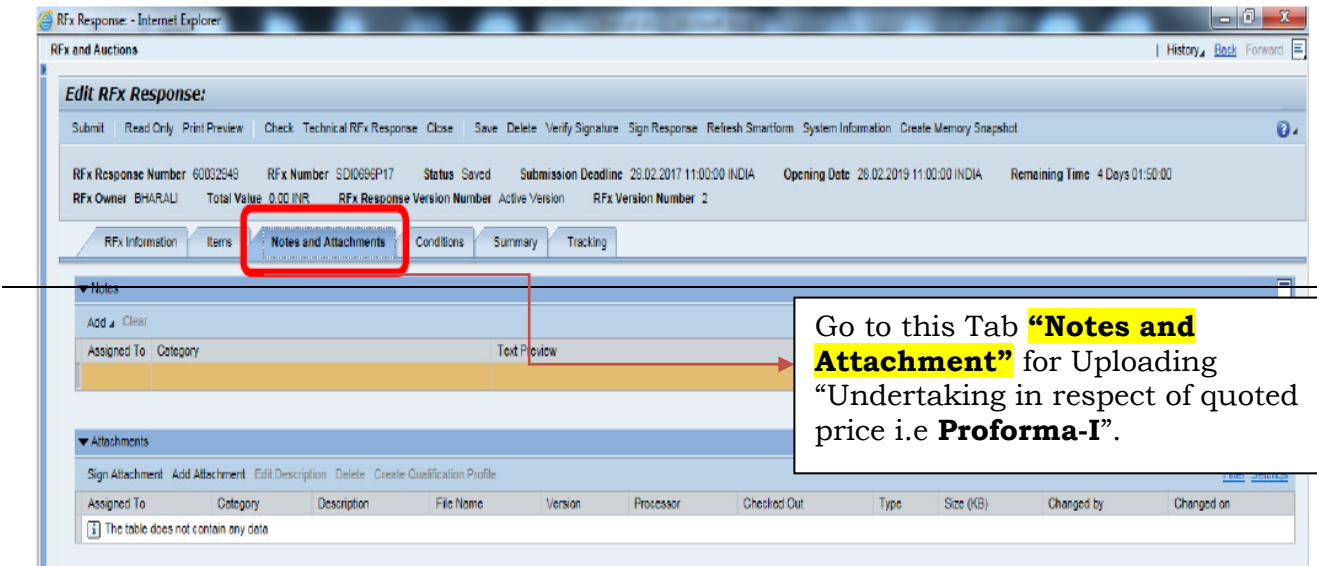 RFx Response: - Internet Explorer
RFx and Auctions
History Back Forward
Edit RFx Response:
Submit Read Only Print Preview Check Technical RFx Response Close Save Delete Verify Signature Sign Response Refresh Smartform System Information Create Memory Snapshot
RFx Response Number 60032949 RFx Number SDI0696P17 Status Saved Submission Deadline 28.02.2017 11:00:00 INDIA Opening Date 28.02.2019 11:00:00 INDIA Remaining Time 4 Days 01:50:00
RFx Owner BHARALI Total Value 0.00 INR RFx Response Version Number Active Version RFx Version Number 2
RFx Information Items Notes and Attachments Conditions Summary Tracking
Notes
Add Clear
Assigned To Category Text Preview
Go to this Tab “Notes and
Attachment” for Uploading
“Undertaking in respect of quoted
price i.e Proforma-I”.
Attachments
Sign Attachment Add Attachment Edit Description Delete Create Qualification Profile Filter Settings
Assigned To Category Description File Name Version Processor Checked Out Type Size (KB) Changed by Changed on
The table does not contain any data